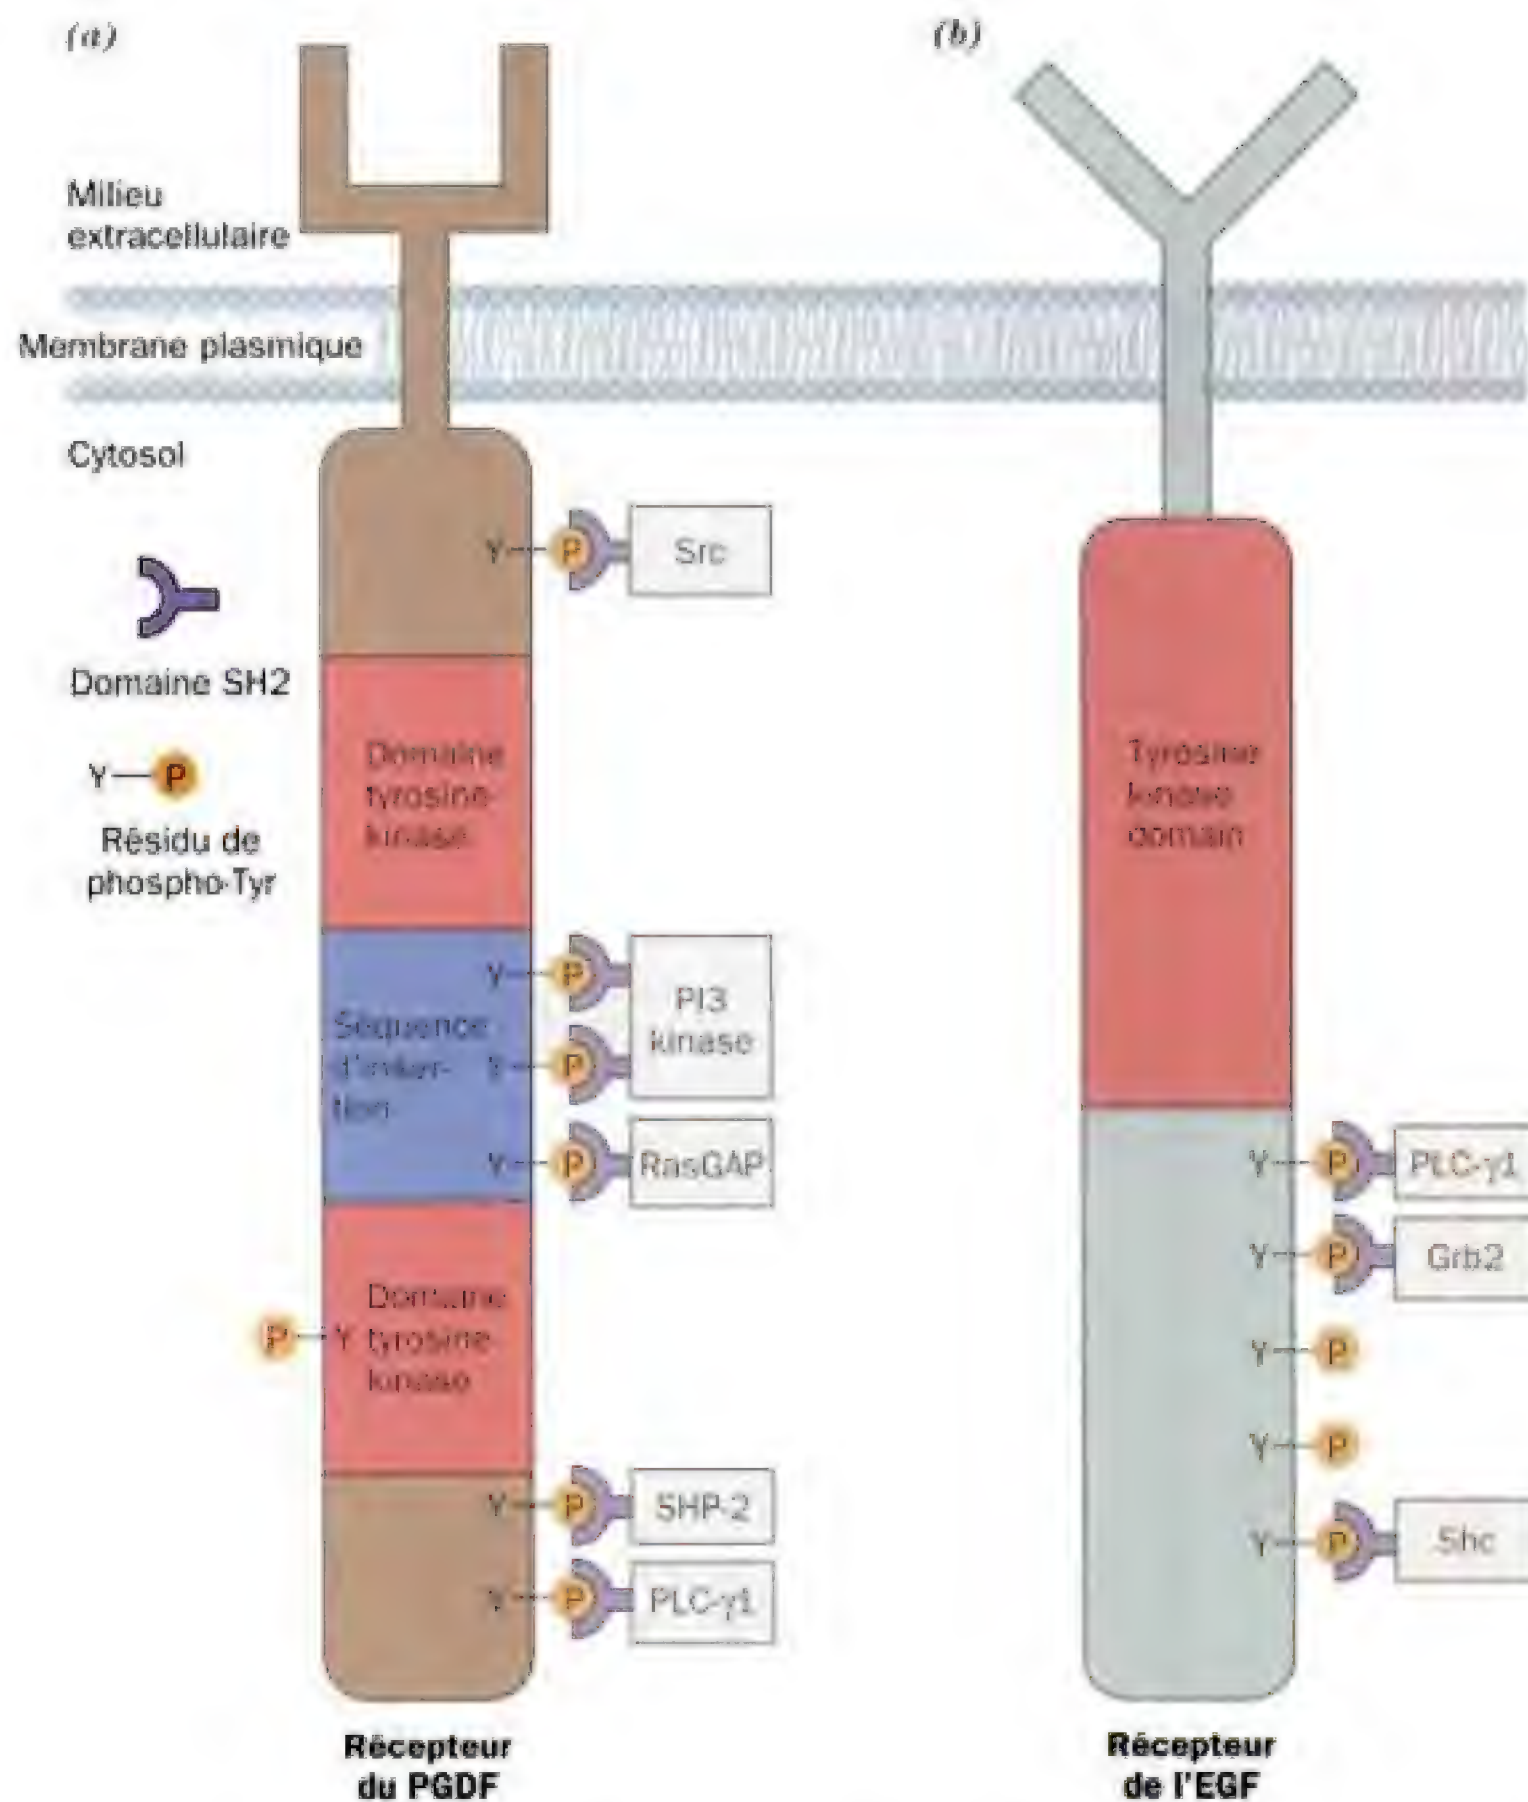 (a)
Milieu
extracellulaire
Membrane plasmique
Cytosol
Domaine SH2
Y P
Résidu de
phospho-Tyr
Y P Src
Domaine
tyrosine-
kinase
Y P
PI3
kinase
Séquence
d'inser-
tion
Y P
Y P RasGAP
Domaine
P Y tyrosine-
kinase
Y P SHP-2
Y P PLC-γ1
Récepteur
du PGDF
(b)
Tyrosine
kinase
domain
Y P PLC-γ1
Y P Grb2
Y P
Y P
Y P Shc
Récepteur
de l'EGF